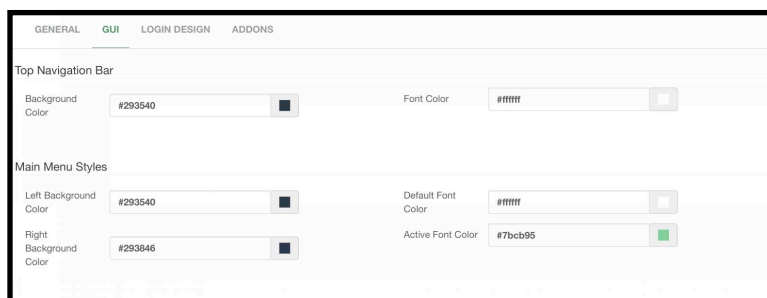 GENERAL GUI LOGIN DESIGN ADDONS
Top Navigation Bar
Background
Color
#293540
Font Color
#ffffff
Main Menu Styles
Left Background
Color
#293540
Default Font
Color
#ffffff
Right
Background
Color
#293846
Active Font Color
#7bcb95